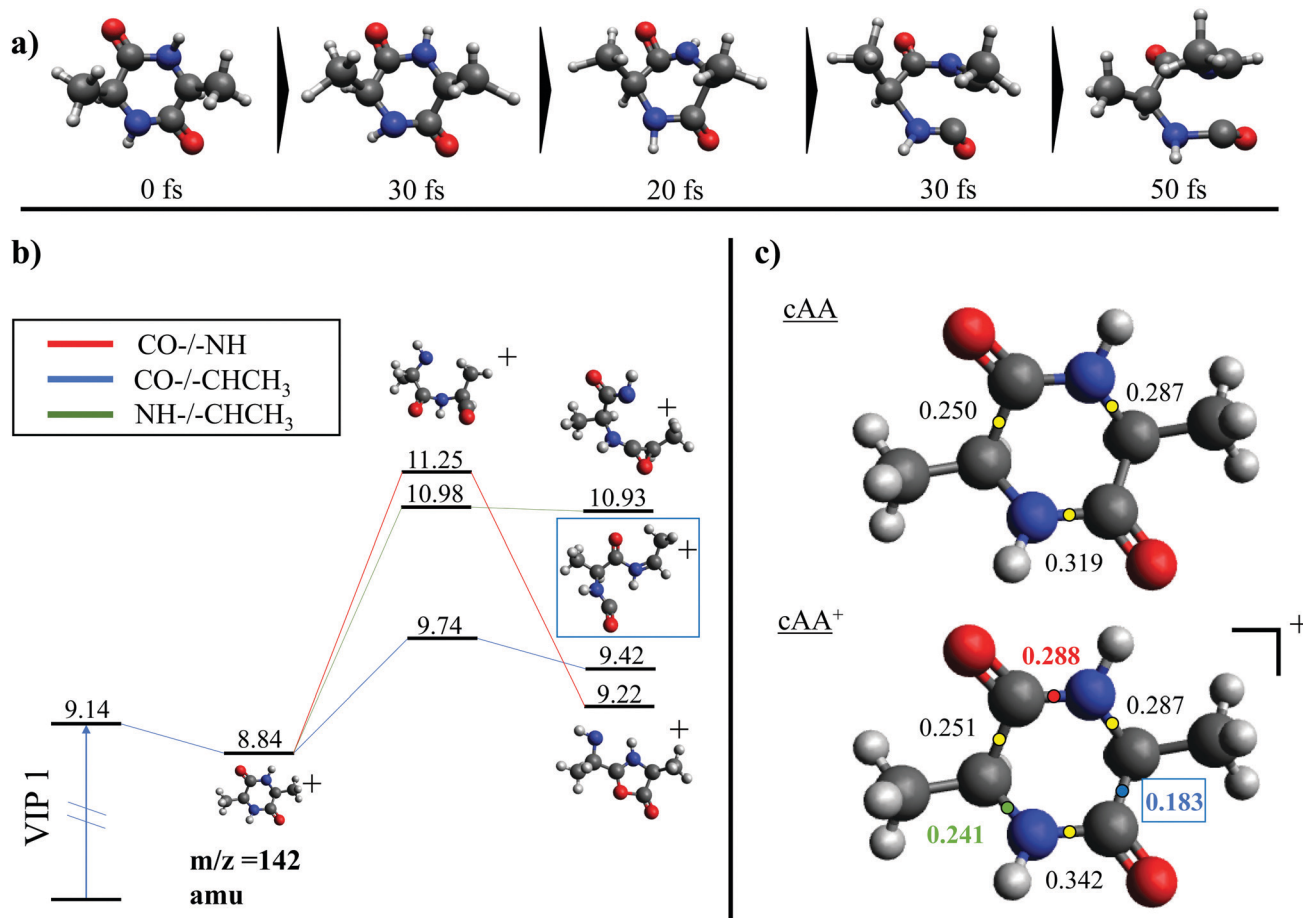 a)
0 fs
30 fs
20 fs
30 fs
50 fs
b)
CO-/-NH
CO-/-CHCH₃
NH-/-CHCH₃
+
+
11.25
10.98
10.93
+
9.74
9.42
9.22
9.14
8.84
+
+
VIP 1
m/z =142
amu
c)
cAA
0.250
0.287
0.319
cAA⁺
+
0.288
0.287
0.251
0.183
0.241
0.342